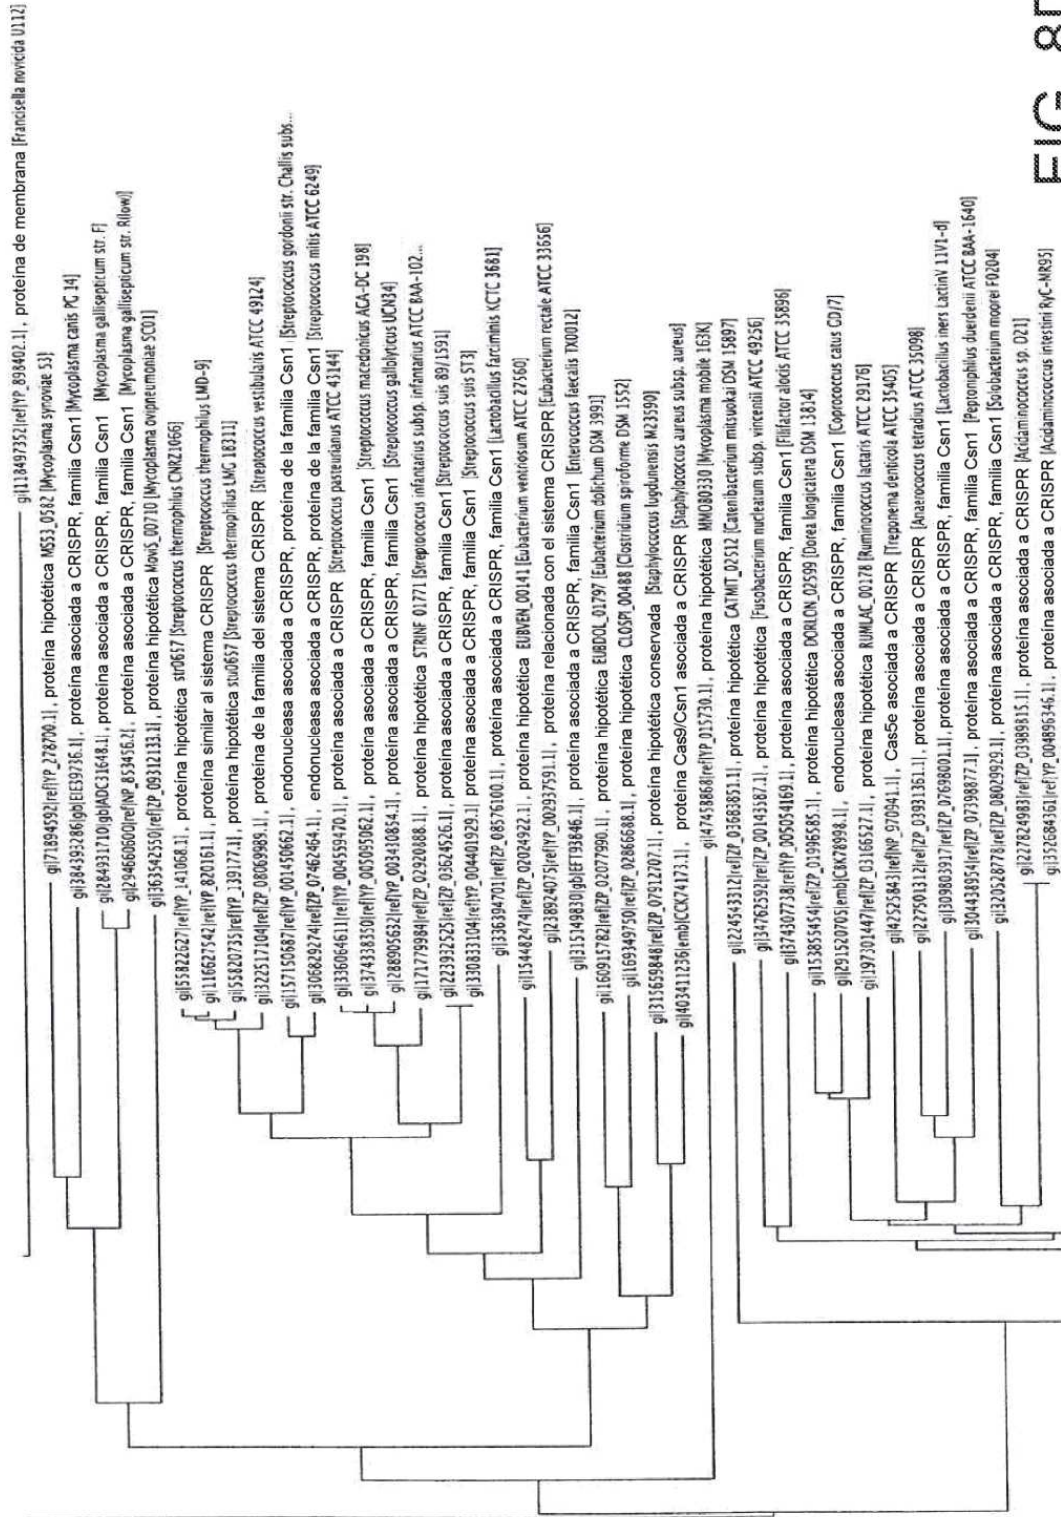 gi|118497352|ref|YP_898402.1|, proteína de membrana [Francisella novicida U112]
gi|71894592|ref|YP_278700.1|, proteína hipotética MS53_0582 [Mycoplasma synoviae 53]
gi|384393286|gb|EIE39736.1|, proteína asociada a CRISPR, familia Csn1 [Mycoplasma canis PG 14]
gi|284931710|gb|ADC31648.1|, proteína asociada a CRISPR, familia Csn1 [Mycoplasma gallisepticum str. F]
gi|294660600|ref|NP_853456.2|, proteína asociada a CRISPR, familia Csn1 [Mycoplasma gallisepticum str. R(low)]
gi|363542550|ref|ZP_09312133.1|, proteína hipotética MoviS_00710 [Mycoplasma ovipneumoniae SC01]
gi|55822627|ref|YP_141068.1|, proteína hipotética str0657 [Streptococcus thermophilus CNRZ1066]
gi|116627542|ref|YP_820161.1|, proteína similar al sistema CRISPR [Streptococcus thermophilus LMD-9]
gi|55820735|ref|YP_139177.1|, proteína hipotética stu0657 [Streptococcus thermophilus LMG 18311]
gi|322517104|ref|ZP_08069989.1|, proteína de la familia del sistema CRISPR [Streptococcus vestibularis ATCC 49124]
gi|157150687|ref|YP_001450662.1|, endonucleasa asociada a CRISPR, proteína de la familia Csn1 [Streptococcus gordonii str. Challis subs...
gi|306829274|ref|ZP_07462464.1|, endonucleasa asociada a CRISPR, proteína de la familia Csn1 [Streptococcus mitis ATCC 6249]
gi|336064611|ref|YP_004559470.1|, proteína asociada a CRISPR [Streptococcus pasteurianus ATCC 43144]
gi|374338350|ref|YP_005095062.1|, proteína asociada a CRISPR, familia Csn1 [Streptococcus macedonicus ACA-DC 198]
gi|288905632|ref|YP_003430854.1|, proteína asociada a CRISPR, familia Csn1 [Streptococcus gallolyticus UCN34]
gi|171779984|ref|ZP_02920888.1|, proteína hipotética STRINF_01771 [Streptococcus infantarius subsp. infantarius ATCC BAA-102...
gi|223932525|ref|ZP_03624526.1|, proteína asociada a CRISPR, familia Csn1 [Streptococcus suis 89/1591]
gi|330833104|ref|YP_004401929.1|, proteína asociada a CRISPR, familia Csn1 [Streptococcus suis ST3]
gi|336394701|ref|ZP_08576100.1|, proteína asociada a CRISPR, familia Csn1 [Lactobacillus farciminis KCTC 3681]
gi|154482474|ref|ZP_02024922.1|, proteína hipotética EUBVEN_00141 [Eubacterium ventriosum ATCC 27560]
gi|238924075|ref|YP_002937591.1|, proteína relacionada con el sistema CRISPR [Eubacterium rectale ATCC 33656]
gi|315149830|gb|EFT93846.1|, proteína asociada a CRISPR, familia Csn1 [Enterococcus faecalis TX0012]
gi|160915782|ref|ZP_02077990.1|, proteína hipotética EUBDOL_01797 [Eubacterium dolichum DSM 3991]
gi|169349750|ref|ZP_02866688.1|, proteína hipotética CLOSPI_00488 [Clostridium spiroforme DSM 1552]
gi|315659848|ref|ZP_07912707.1|, proteína hipotética conservada [Staphylococcus lugdunensis M23590]
gi|403411236|emb|CCK74173.1|, proteína Cas9/Csn1 asociada a CRISPR [Staphylococcus aureus subsp. aureus]
gi|47458868|ref|YP_015730.1|, proteína hipotética MMOB0330 [Mycoplasma mobile 163K]
gi|224543312|ref|ZP_03683851.1|, proteína hipotética CATMIT_02512 [Catenibacterium mitsuokai DSM 15897]
gi|34762592|ref|ZP_00143587.1|, proteína hipotética [Fusobacterium nucleatum subsp. vincentii ATCC 49256]
gi|374307738|ref|YP_005054169.1|, proteína asociada a CRISPR, familia Csn1 [Filifactor alocis ATCC 35896]
gi|153854454|ref|ZP_01996585.1|, proteína hipotética DORLON_02599 [Dorea longicatena DSM 13814]
gi|291520705|emb|CBK78998.1|, endonucleasa asociada a CRISPR, familia Csn1 [Coprococcus catus GD/7]
gi|197301447|ref|ZP_03166527.1|, proteína hipotética RUMLAC_00178 [Ruminococcus lactaris ATCC 29176]
gi|42525843|ref|NP_970941.1|, Cas5e asociada a CRISPR [Treponema denticola ATCC 35405]
gi|227501312|ref|ZP_03931361.1|, proteína asociada a CRISPR [Anaerococcus tetradius ATCC 35098]
gi|309803917|ref|ZP_07698001.1|, proteína asociada a CRISPR, familia Csn1 [Lactobacillus iners LactinV 11V1-d]
gi|304438954|ref|ZP_07398877.1|, proteína asociada a CRISPR, familia Csn1 [Peptoniphilus duerdenii ATCC BAA-1640]
gi|320528778|ref|ZP_08029929.1|, proteína asociada a CRISPR, familia Csn1 [Solobacterium moorei F0204]
gi|227824983|ref|ZP_03989815.1|, proteína asociada a CRISPR [Acidaminococcus sp. D21]
gi|352684361|ref|YP_004896346.1|, proteína asociada a CRISPR [Acidaminococcus intestini RyC-MR95]
FIG. 8D